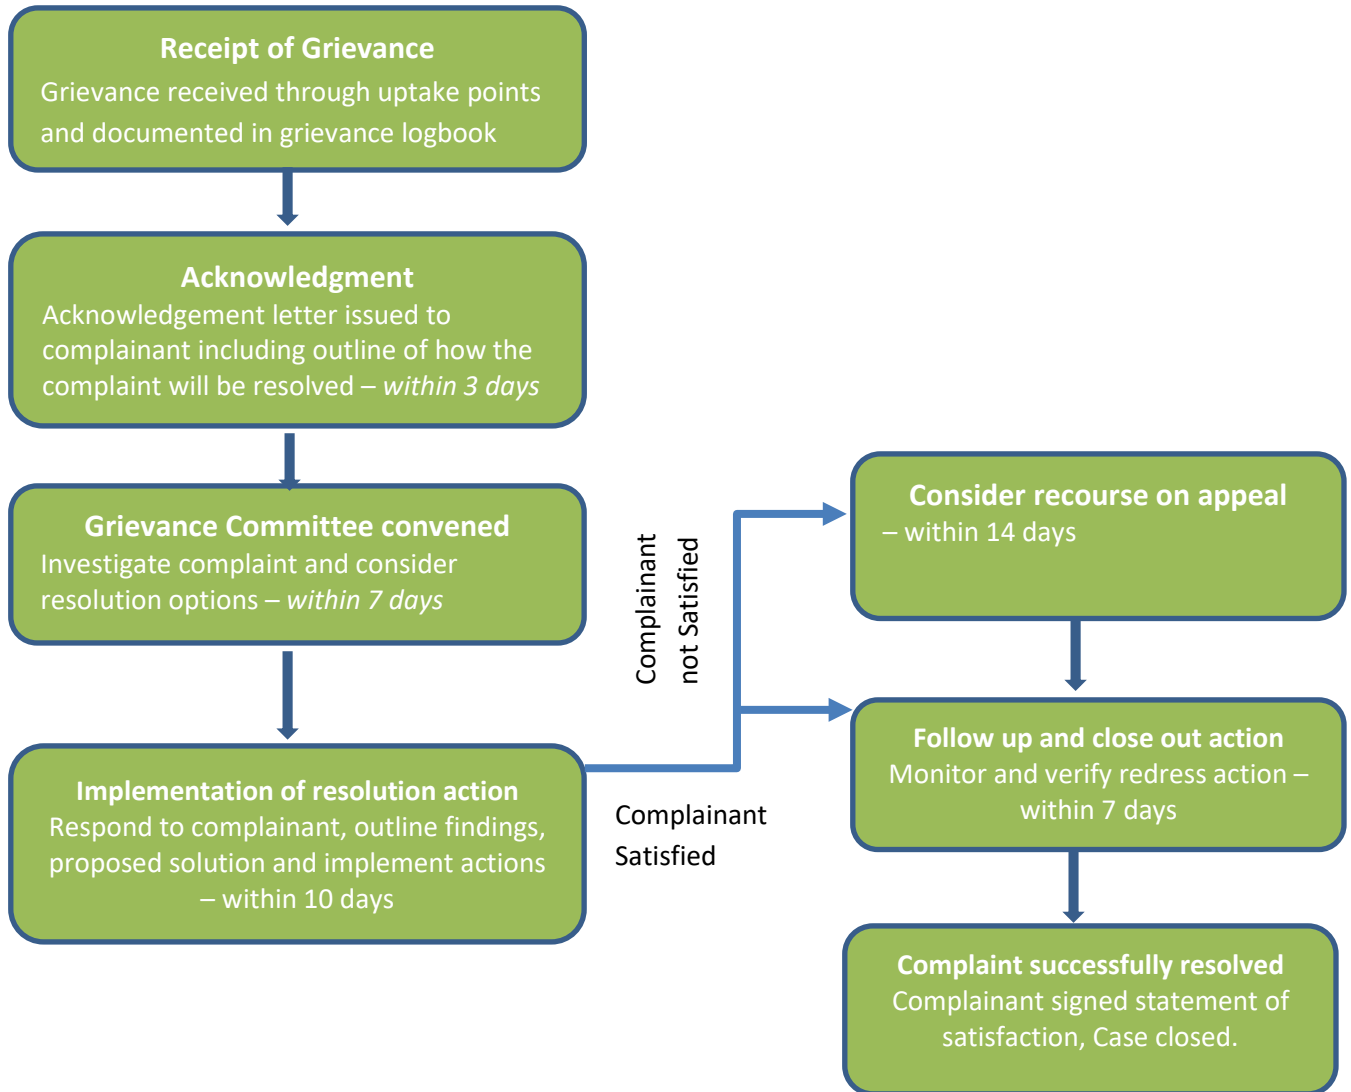 Receipt of Grievance
Grievance received through uptake points
and documented in grievance logbook
Acknowledgment
Acknowledgement letter issued to
complainant including outline of how the
complaint will be resolved – within 3 days
Grievance Committee convened
Investigate complaint and consider
resolution options – within 7 days
Implementation of resolution action
Respond to complainant, outline findings,
proposed solution and implement actions
– within 10 days
Complainant
not Satisfied
Complainant
Satisfied
Consider recourse on appeal
– within 14 days
Follow up and close out action
Monitor and verify redress action –
within 7 days
Complaint successfully resolved
Complainant signed statement of
satisfaction, Case closed.